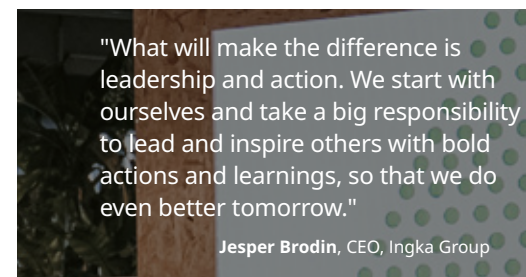 "What will make the difference is
leadership and action. We start with
ourselves and take a big responsibility
to lead and inspire others with bold
actions and learnings, so that we do
even better tomorrow."
Jesper Brodin, CEO, Ingka Group